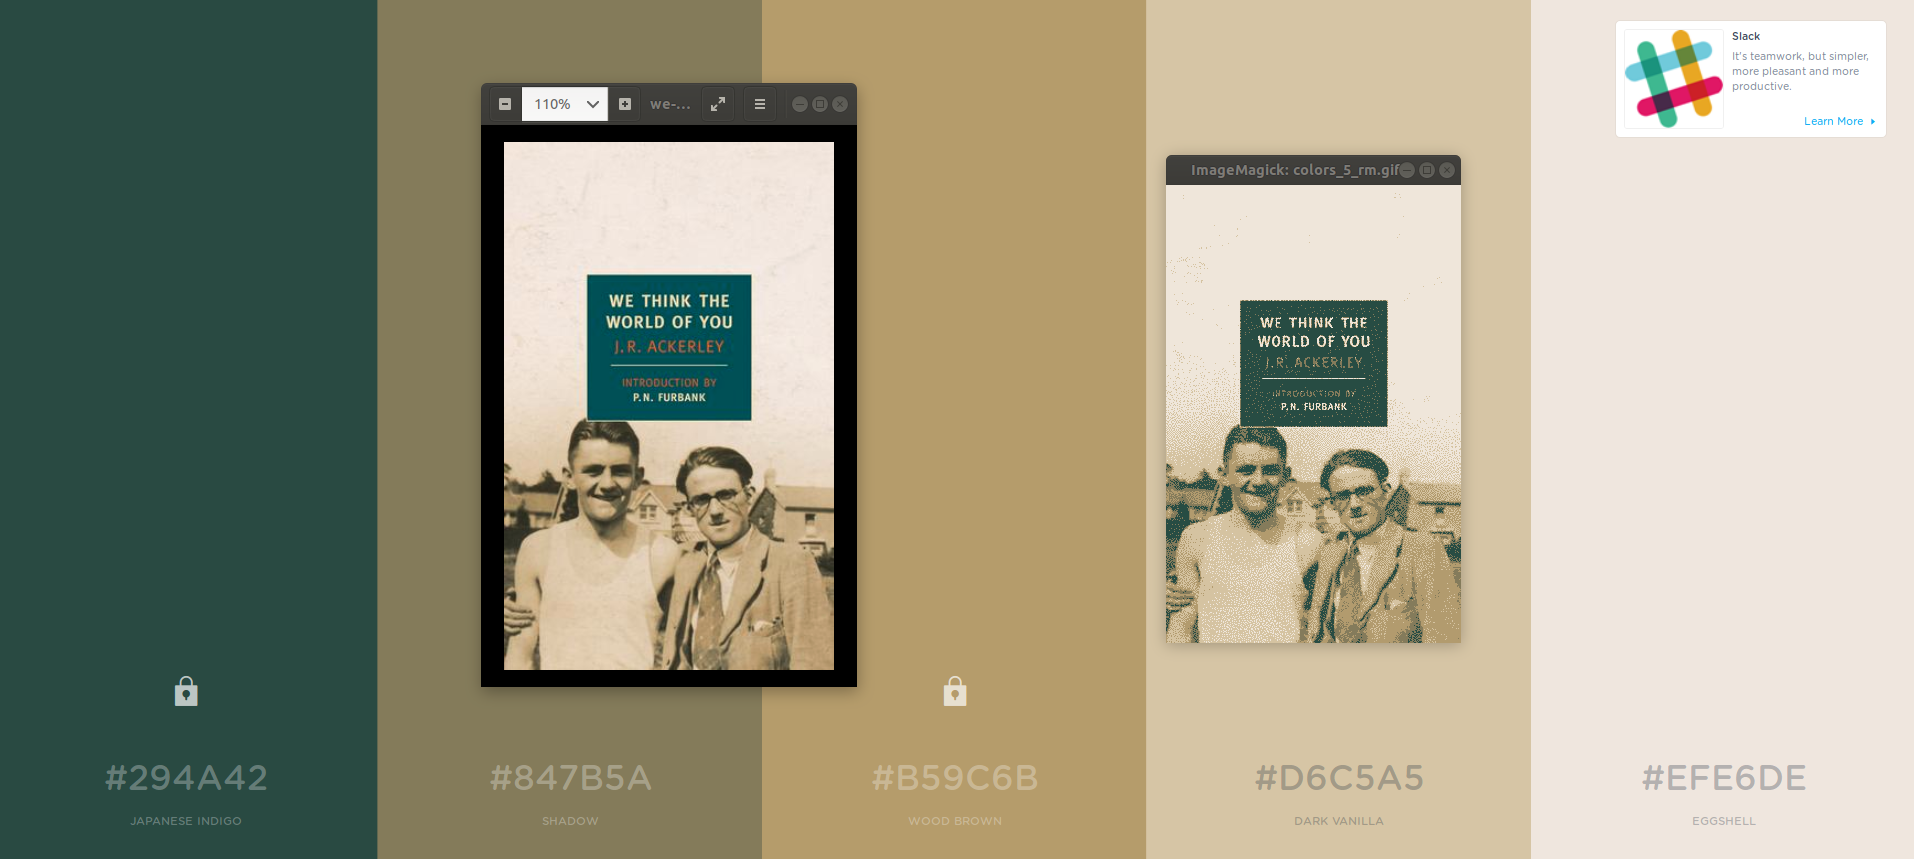 110%
we-...
WE THINK THE
WORLD OF YOU
J.R. ACKERLEY
INTRODUCTION BY
P.N. FURBANK
ImageMagick: colors_5_rm.gif
WE THINK THE
WORLD OF YOU
J.R. ACKERLEY
INTRODUCTION BY
P.N. FURBANK
Slack
It's teamwork, but simpler,
more pleasant and more
productive.
Learn More
#294A42
JAPANESE INDIGO
#847B5A
SHADOW
#B59C6B
WOOD BROWN
#D6C5A5
DARK VANILLA
#EFE6DE
EGGSHELL